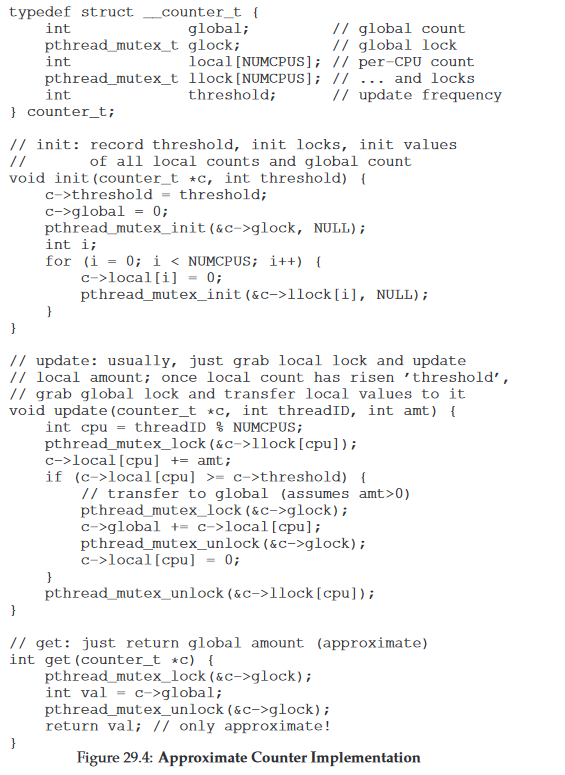 typedef struct __counter_t {
    int             global;         // global count
    pthread_mutex_t glock;          // global lock
    int             local[NUMCPUS]; // per-CPU count
    pthread_mutex_t llock[NUMCPUS]; // ... and locks
    int             threshold;      // update frequency
} counter_t;

// init: record threshold, init locks, init values
//       of all local counts and global count
void init(counter_t *c, int threshold) {
    c->threshold = threshold;
    c->global = 0;
    pthread_mutex_init(&c->glock, NULL);
    int i;
    for (i = 0; i < NUMCPUS; i++) {
        c->local[i] = 0;
        pthread_mutex_init(&c->llock[i], NULL);
    }
}

// update: usually, just grab local lock and update
// local amount; once local count has risen 'threshold',
// grab global lock and transfer local values to it
void update(counter_t *c, int threadID, int amt) {
    int cpu = threadID % NUMCPUS;
    pthread_mutex_lock(&c->llock[cpu]);
    c->local[cpu] += amt;
    if (c->local[cpu] >= c->threshold) {
        // transfer to global (assumes amt>0)
        pthread_mutex_lock(&c->glock);
        c->global += c->local[cpu];
        pthread_mutex_unlock(&c->glock);
        c->local[cpu] = 0;
    }
    pthread_mutex_unlock(&c->llock[cpu]);
}

// get: just return global amount (approximate)
int get(counter_t *c) {
    pthread_mutex_lock(&c->glock);
    int val = c->global;
    pthread_mutex_unlock(&c->glock);
    return val; // only approximate!
}
Figure 29.4: Approximate Counter Implementation